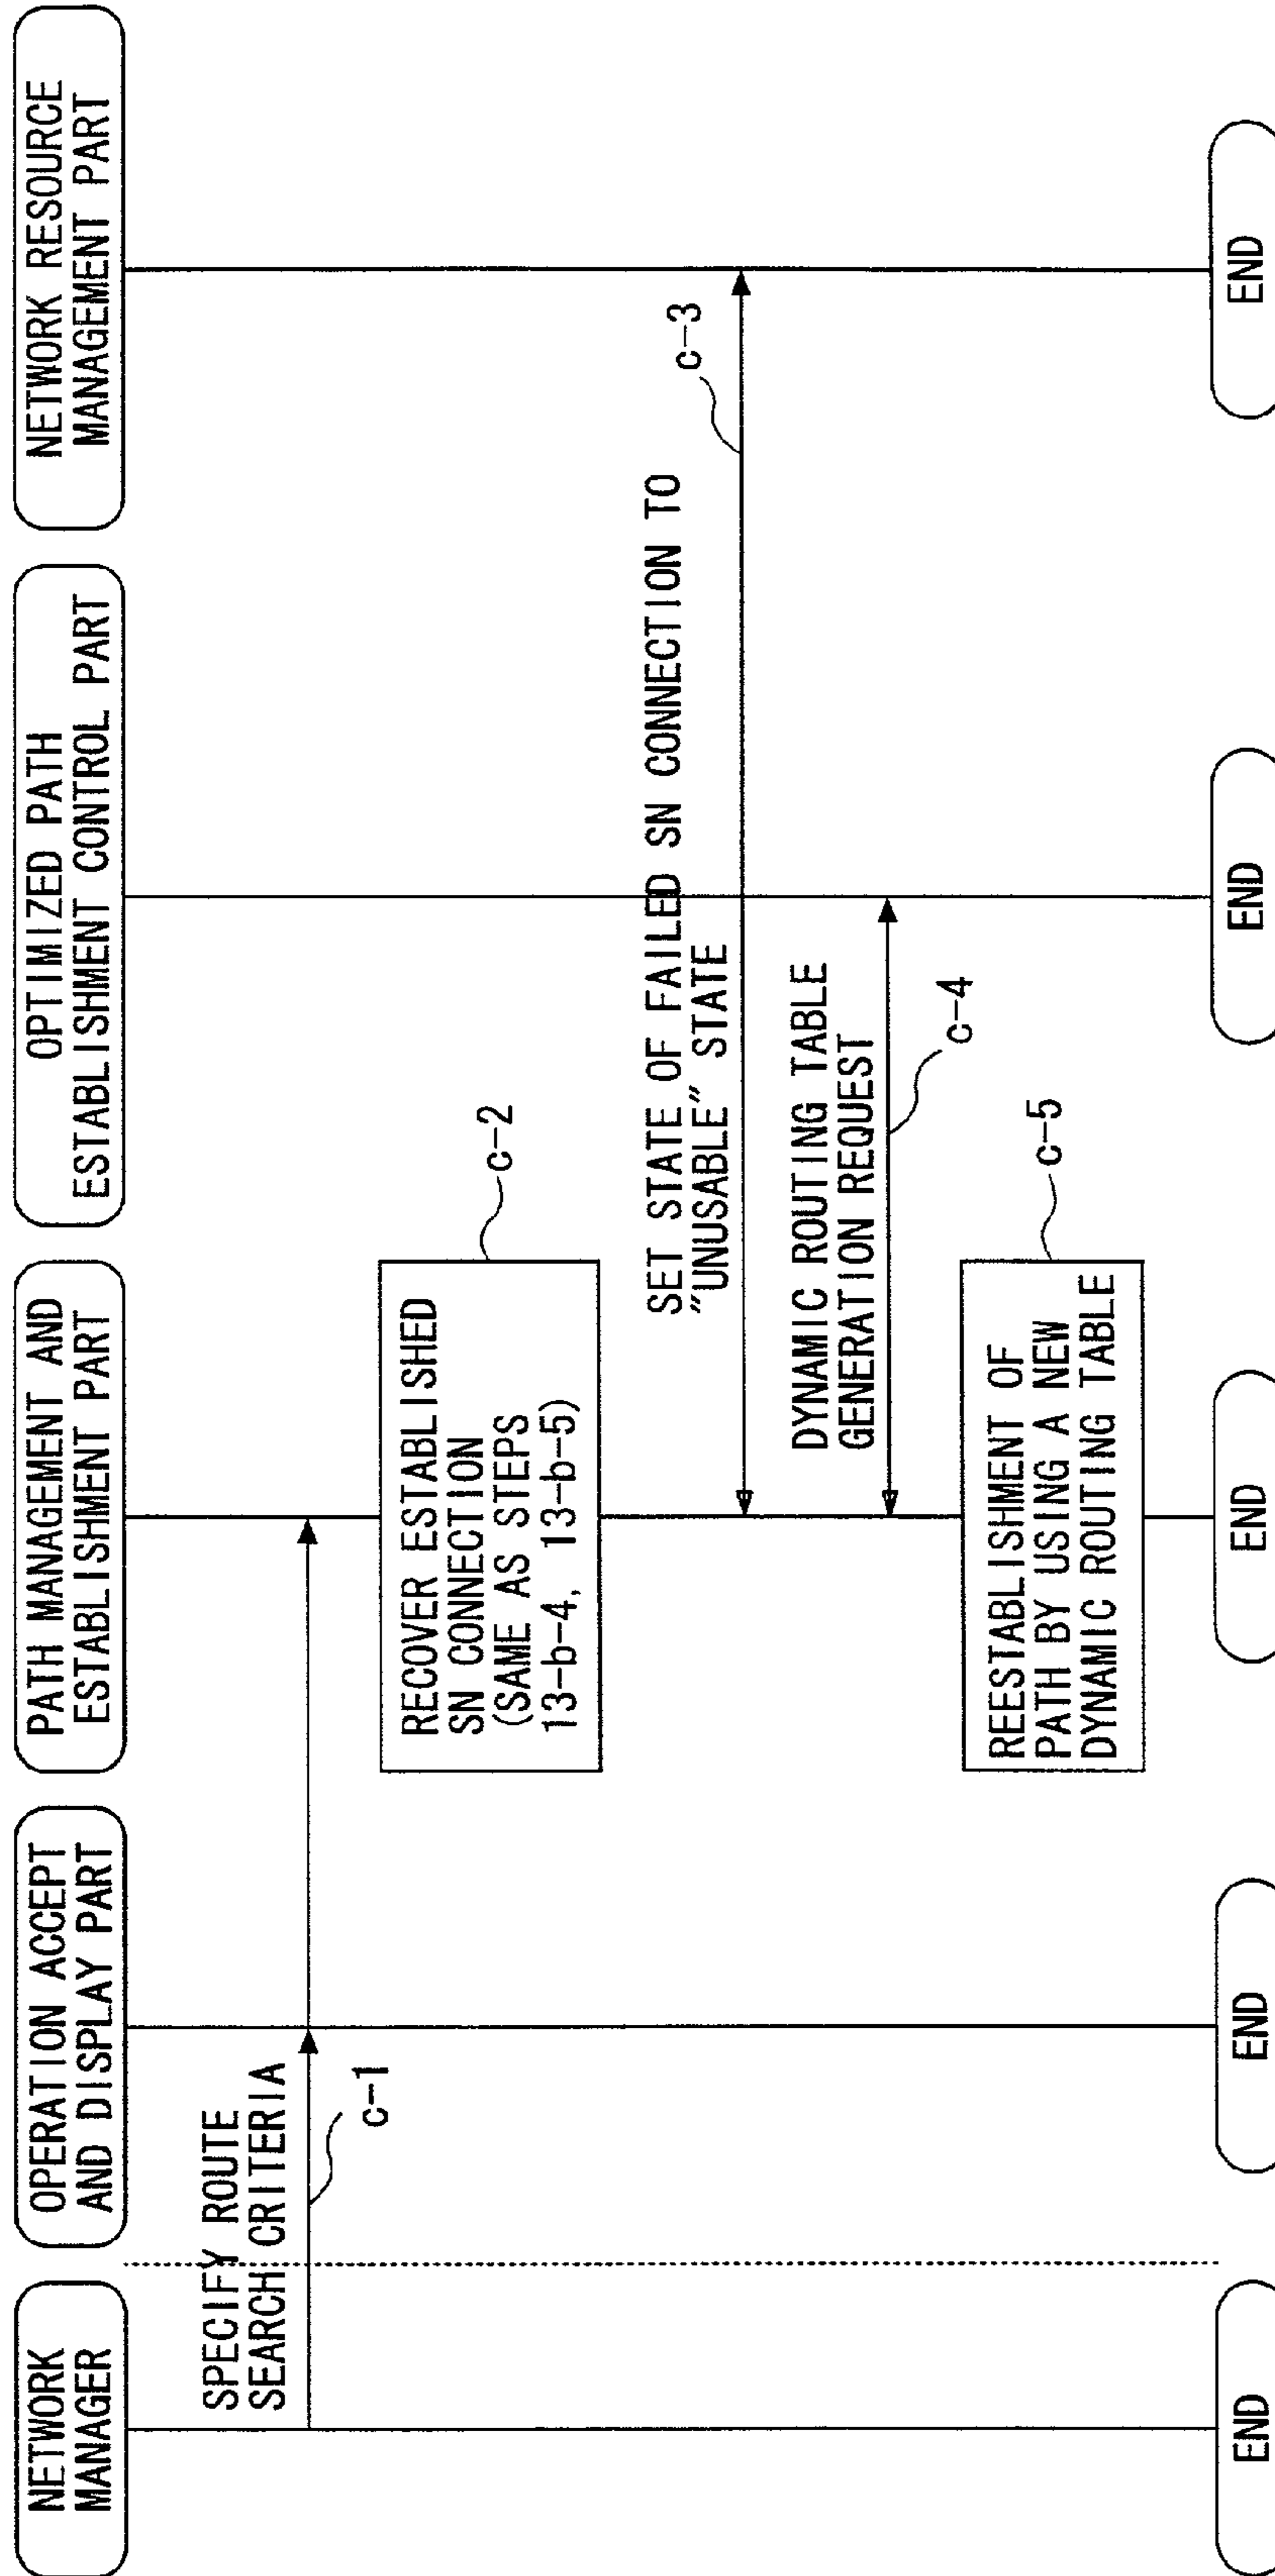 NETWORK
MANAGER
OPERATION ACCEPT
AND DISPLAY PART
PATH MANAGEMENT AND
ESTABLISHMENT PART
OPTIMIZED PATH
ESTABLISHMENT CONTROL PART
NETWORK RESOURCE
MANAGEMENT PART
SPECIFY ROUTE
SEARCH CRITERIA
c-1
RECOVER ESTABLISHED
SN CONNECTION
(SAME AS STEPS
13-b-4, 13-b-5)
c-2
SET STATE OF FAILED SN CONNECTION TO
"UNUSABLE" STATE
c-3
DYNAMIC ROUTING TABLE
GENERATION REQUEST
c-4
REESTABLISHMENT OF
PATH BY USING A NEW
DYNAMIC ROUTING TABLE
c-5
END
END
END
END
END